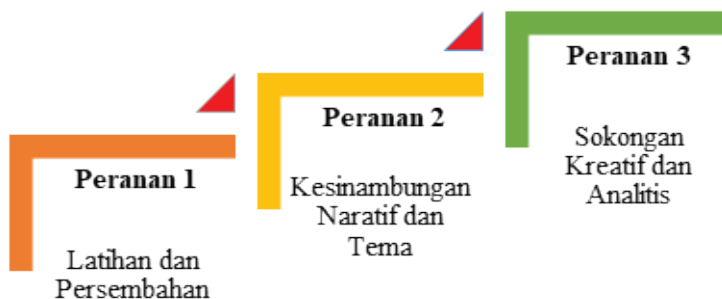 Peranan 1
Latihan dan
Persembahan
Peranan 2
Kesinambungan
Naratif dan
Tema
Peranan 3
Sokongan
Kreatif dan
Analitis